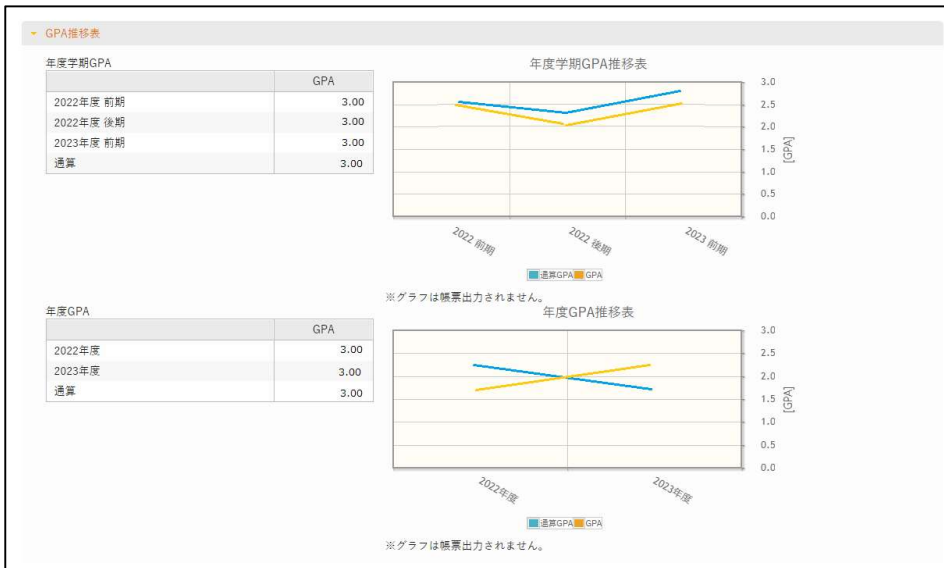 GPA推移表
年度学期GPA
GPA
2022年度 前期 3.00
2022年度 後期 3.00
2023年度 前期 3.00
通算 3.00
年度学期GPA推移表
3.0
2.5
2.0
1.5
1.0
0.5
0.0
[GPA]
2022 前期
2022 後期
2023 前期
通算GPA GPA
※グラフは帳票出力されません。
年度GPA
GPA
2022年度 3.00
2023年度 3.00
通算 3.00
年度GPA推移表
3.0
2.5
2.0
1.5
1.0
0.5
0.0
[GPA]
2022年度
2023年度
通算GPA GPA
※グラフは帳票出力されません。